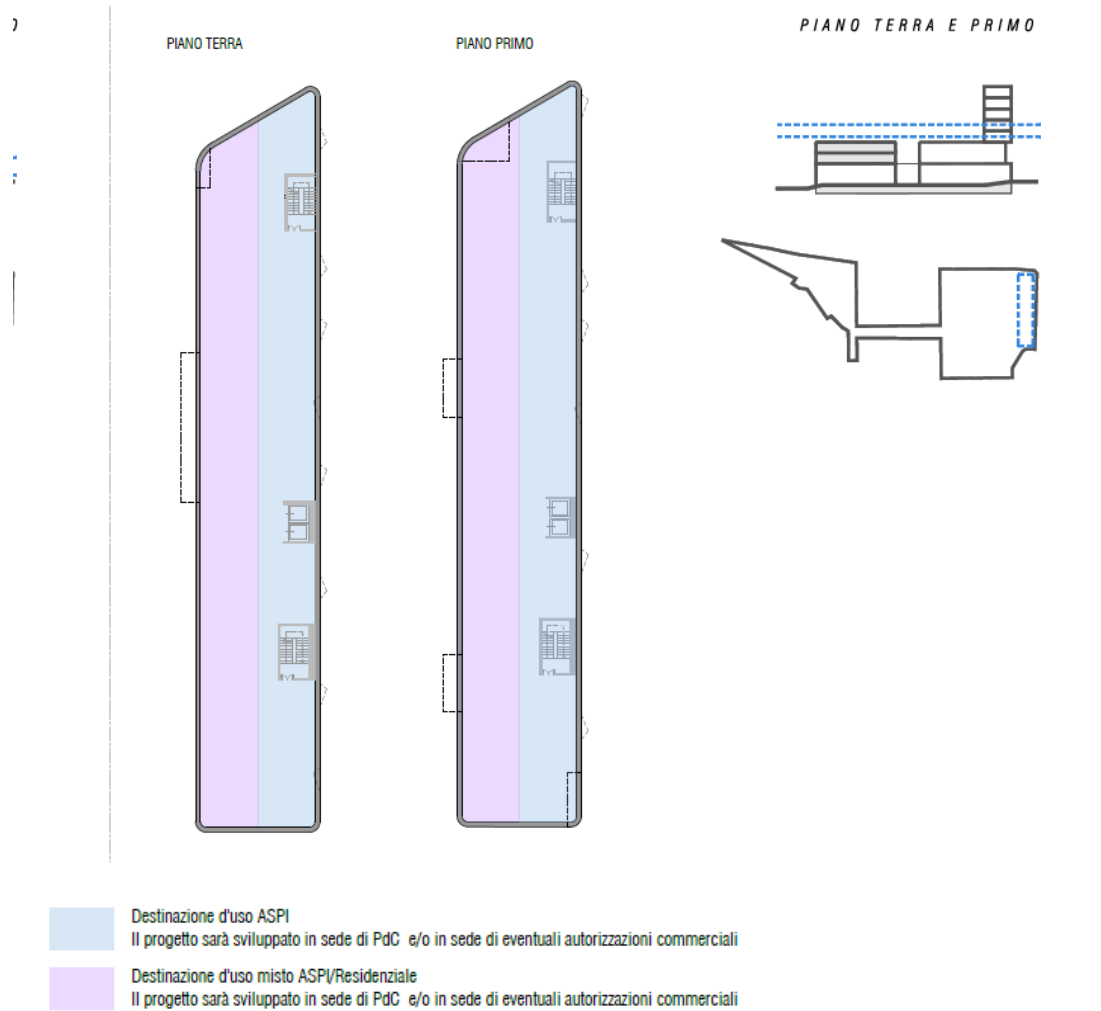 PIANO TERRA
PIANO PRIMO
PIANO TERRA E PRIMO
Destinazione d'uso ASPI
Il progetto sarà sviluppato in sede di PdC e/o in sede di eventuali autorizzazioni commerciali
Destinazione d'uso misto ASPI/Residenziale
Il progetto sarà sviluppato in sede di PdC e/o in sede di eventuali autorizzazioni commerciali